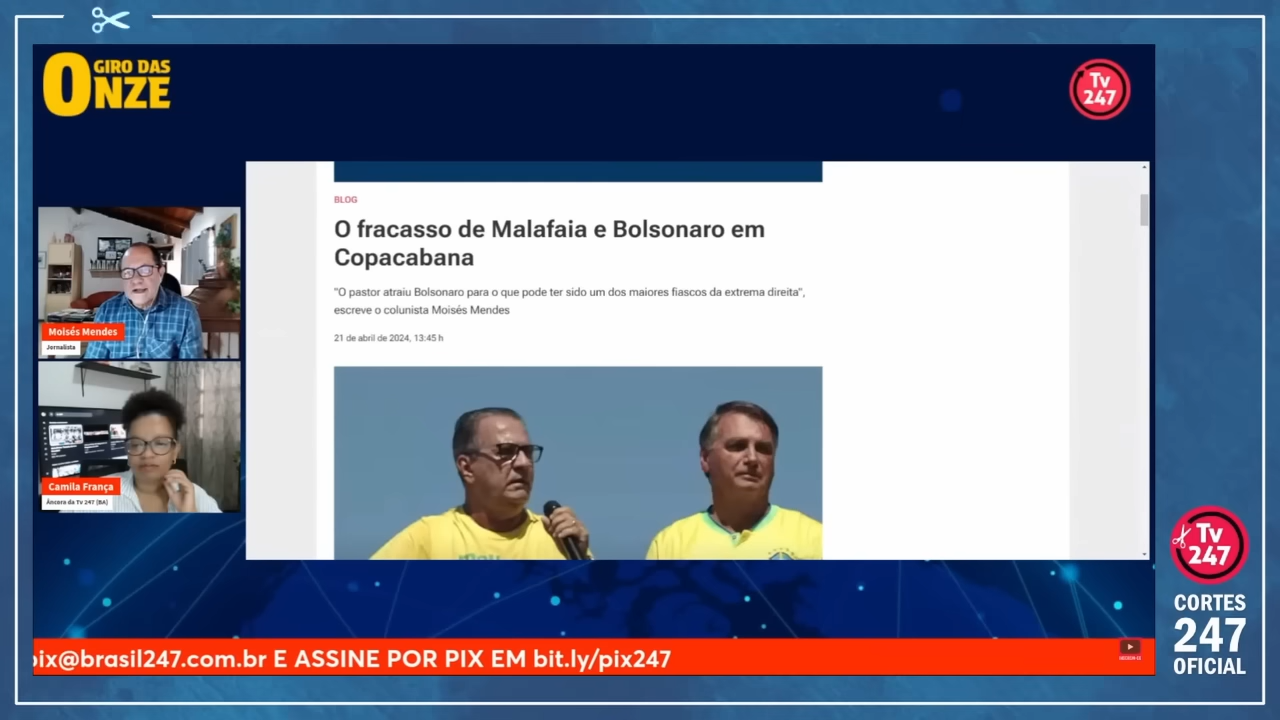 GIRO DAS
ONZE
Tv
247
BLOG
O fracasso de Malafaia e Bolsonaro em
Copacabana
"O pastor atraiu Bolsonaro para o que pode ter sido um dos maiores fiascos da extrema direita",
escreve o colunista Moisés Mendes
21 de abril de 2024, 13:45 h
Moisés Mendes
Jornalista
Camila França
Âncora da Tv 247 (BA)
pix@brasil247.com.br E ASSINE POR PIX EM bit.ly/pix247
Tv
247
CORTES
247
OFICIAL